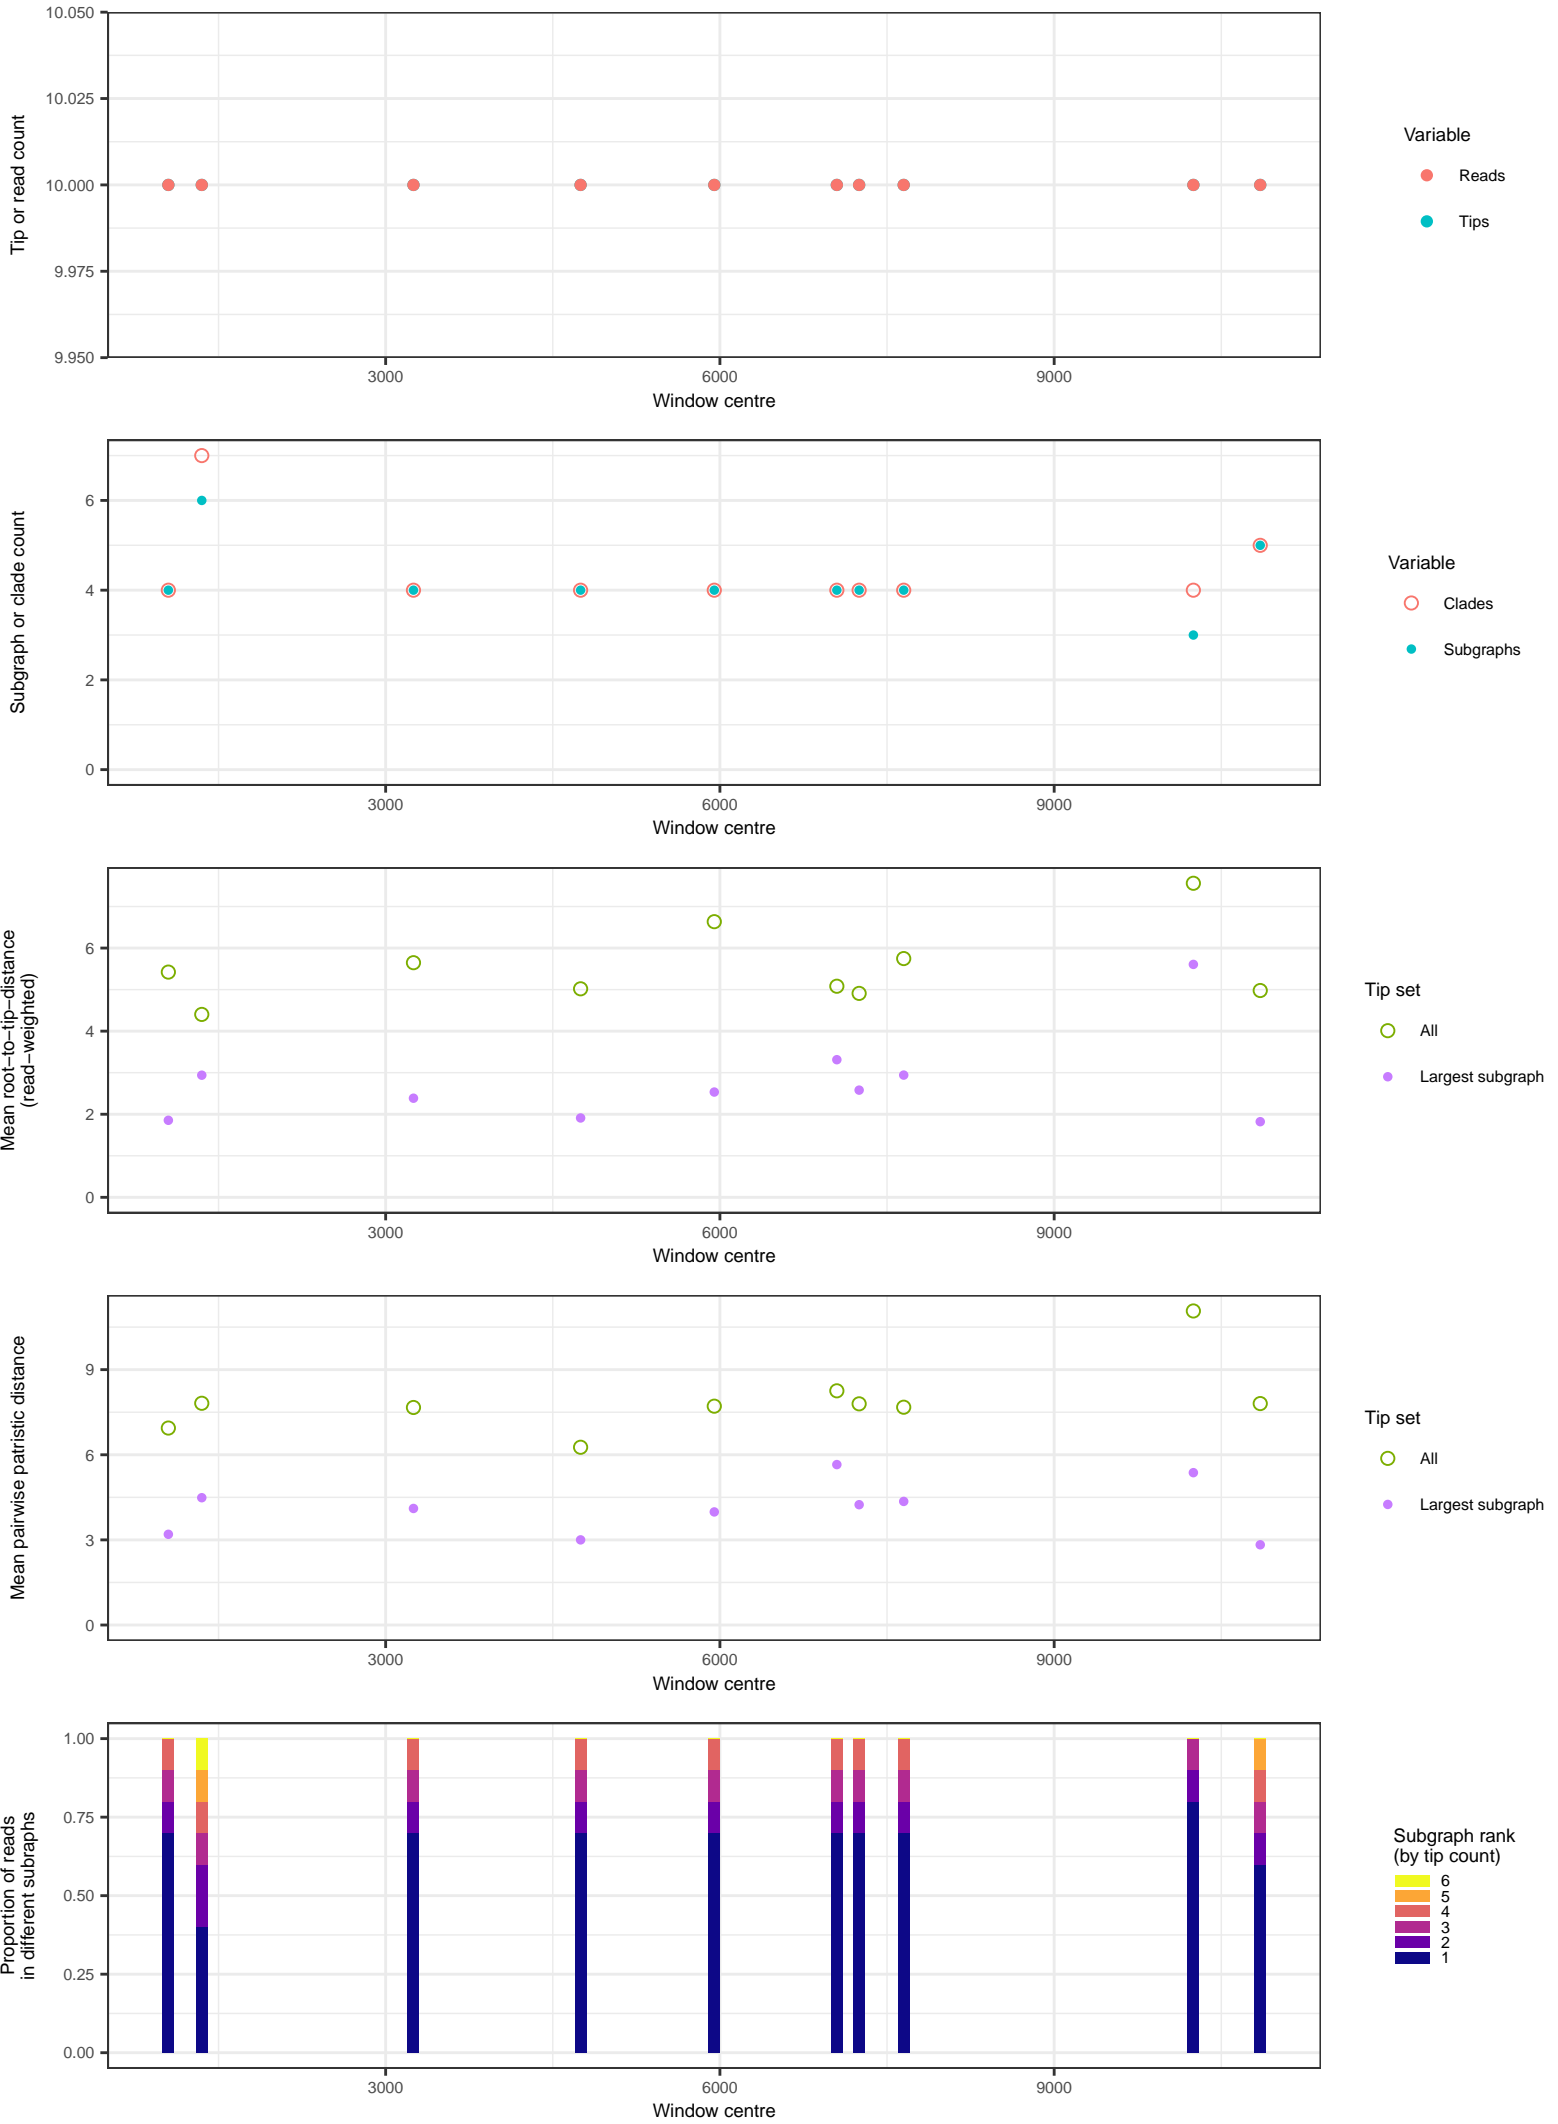 10.050
10.025
10.000
9.975
9.950
Tip or read count
3000 6000 9000
Window centre
Variable
Reads
Tips
6
4
2
0
Subgraph or clade count
3000 6000 9000
Window centre
Variable
Clades
Subgraphs
6
4
2
0
Mean root−to−tip−distance
(read−weighted)
3000 6000 9000
Window centre
Tip set
All
Largest subgraph
9
6
3
0
Mean pairwise patristic distance
3000 6000 9000
Window centre
Tip set
All
Largest subgraph
1.00
0.75
0.50
0.25
0.00
Proportion of reads
in different subraphs
3000 6000 9000
Window centre
Subgraph rank
(by tip count)
6
5
4
3
2
1